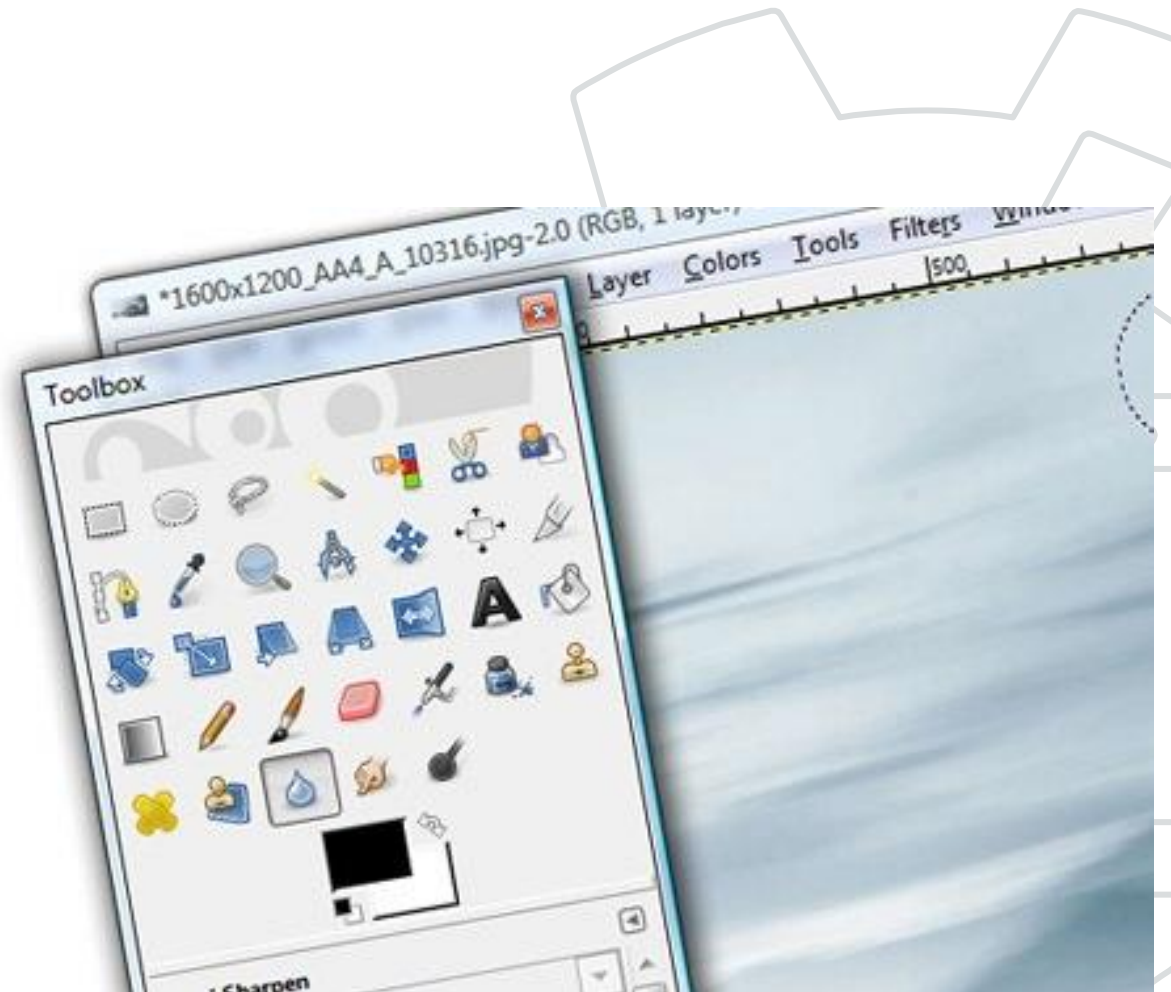 *1600x1200_AA4_A_10316.jpg-2.0 (RGB, 1 layer)
Layer Colors Tools Filters
500
Toolbox
A
Sharpen